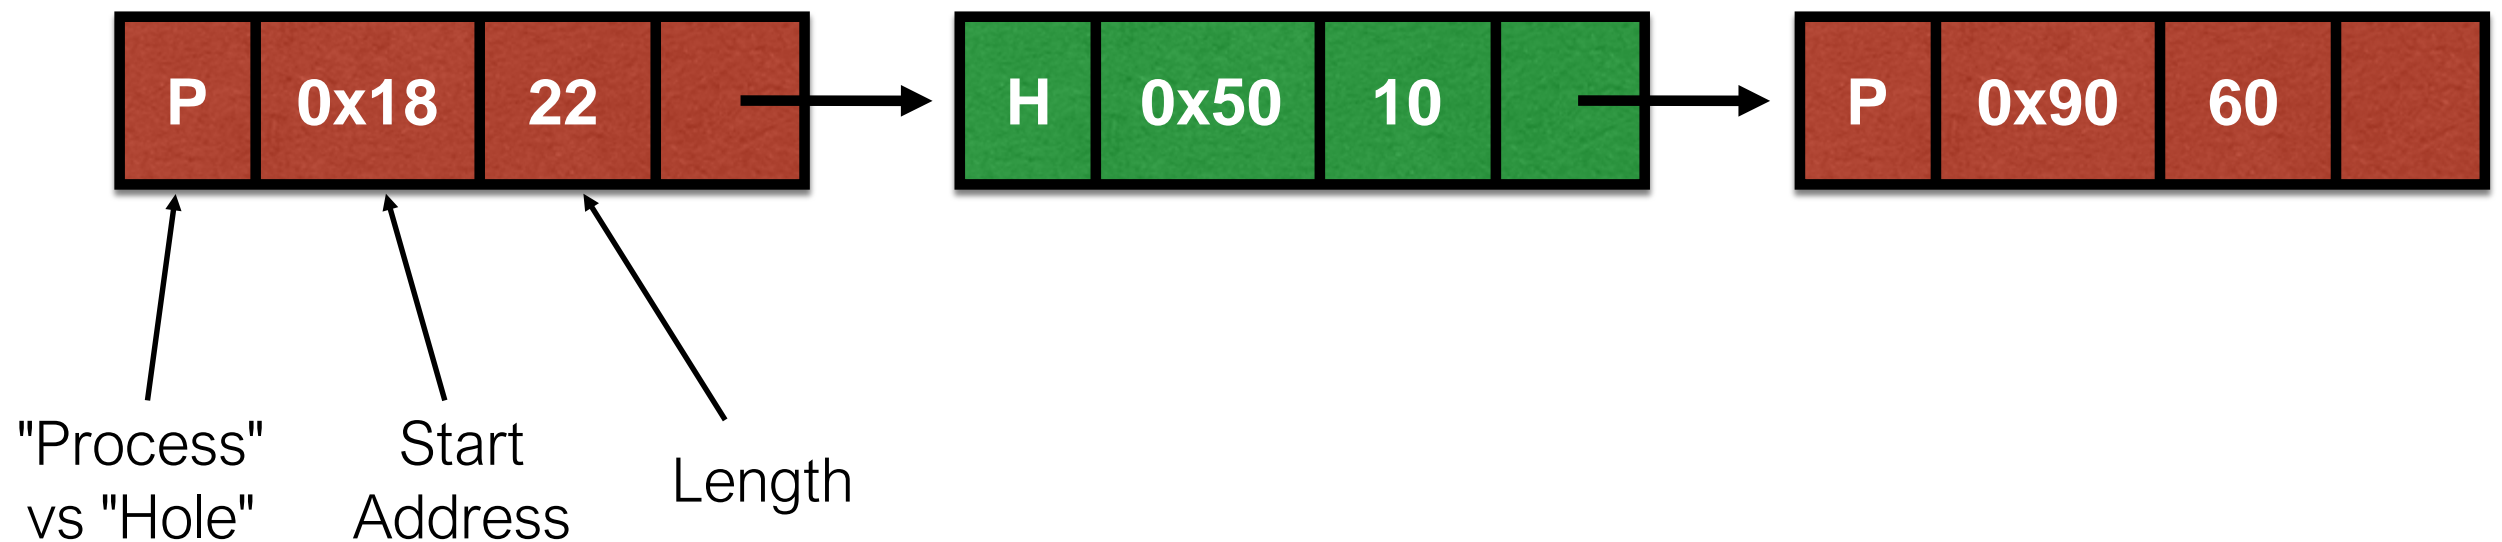 P 0x18 22 H 0x50 10 P 0x90 60
"Process" Start
Length
vs "Hole" Address